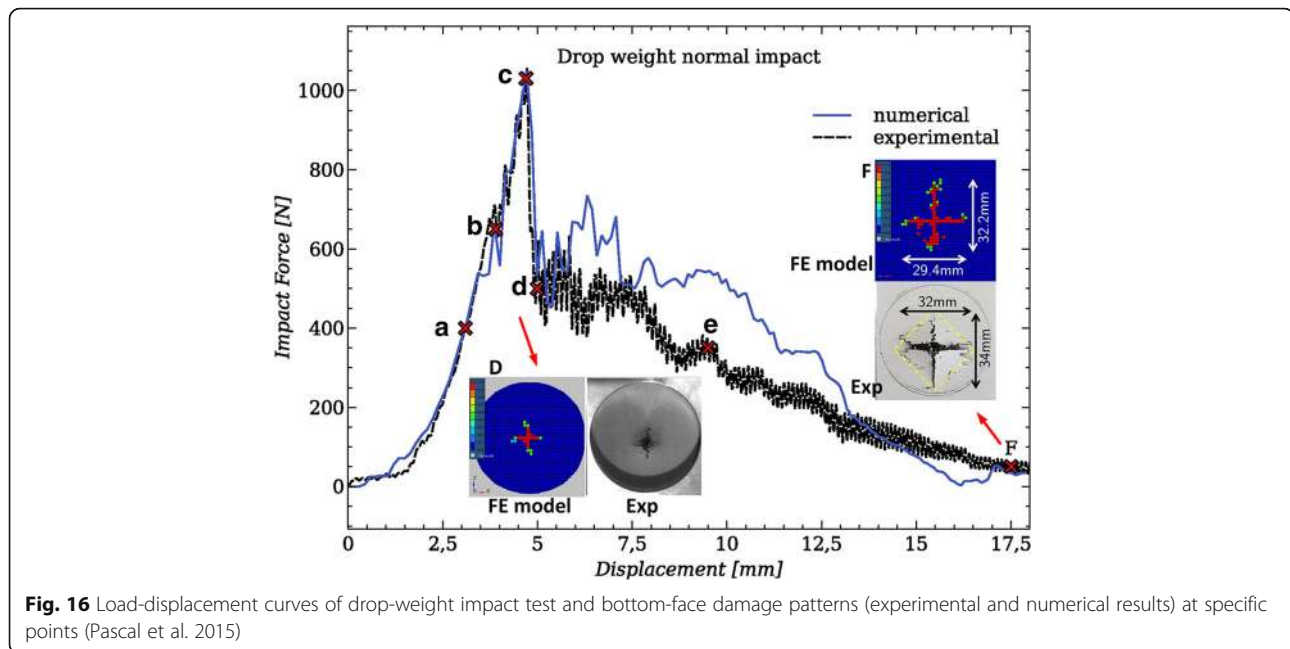 Drop weight normal impact
numerical
experimental
Impact Force [N]
1000
800
600
400
200
0
a
b
c
d
e
F
D
FE model
Exp
F
32.2mm
29.4mm
FE model
32mm
34mm
Exp
0
2,5
5
7,5
10
12,5
15
17,5
Displacement [mm]
Fig. 16 Load-displacement curves of drop-weight impact test and bottom-face damage patterns (experimental and numerical results) at specific
points (Pascal et al. 2015)